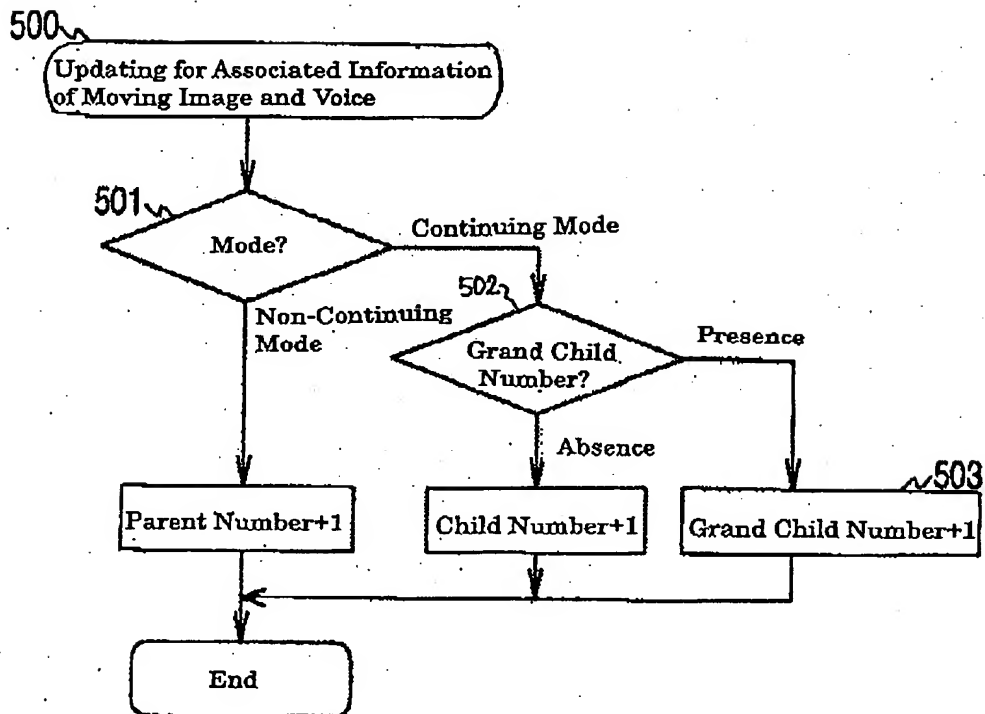 500
Updating for Associated Information
of Moving Image and Voice
501
Mode?
Continuing Mode
Non-Continuing
Mode
502
Grand Child
Number?
Presence
Absence
503
Parent Number+1
Child Number+1
Grand Child Number+1
End